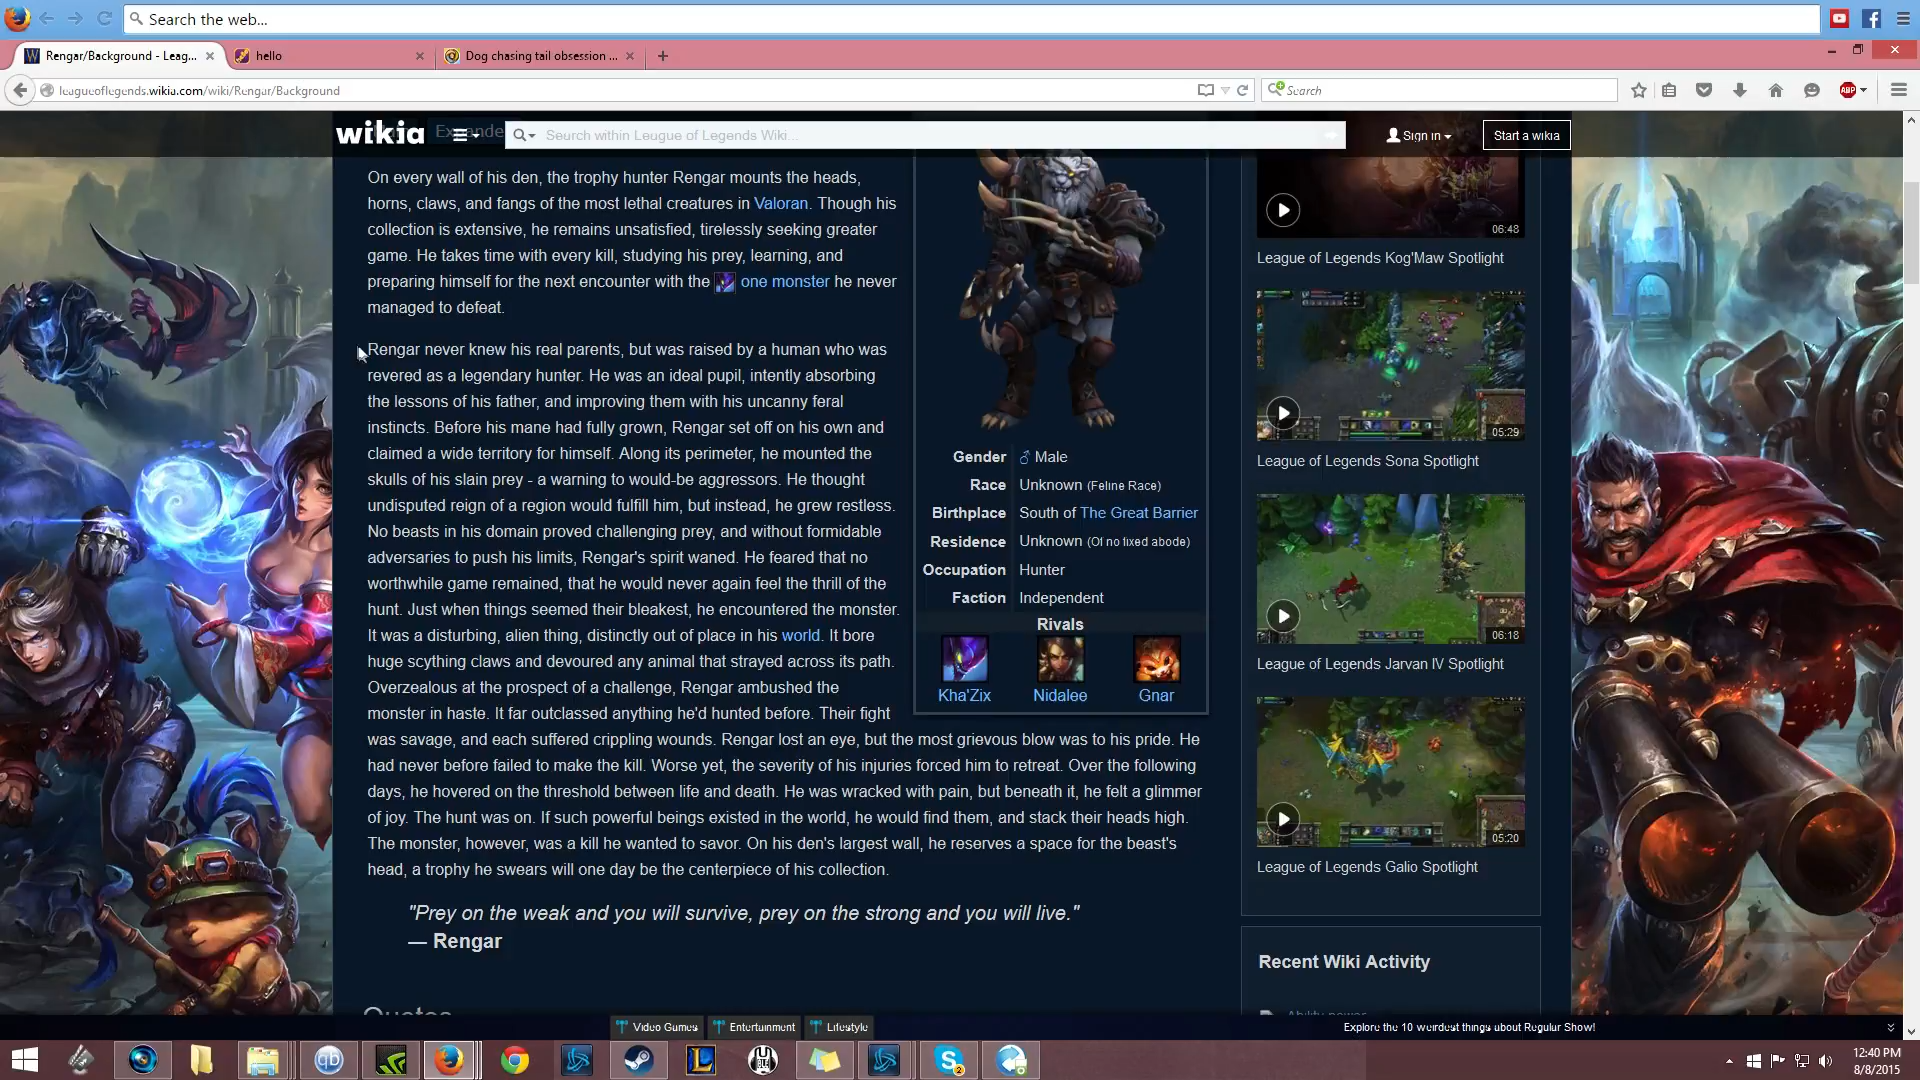 Search the web...
Rengar/Background - Leag...
hello
Dog chasing tail obsession ...
leagueoflegends.wikia.com/wiki/Rengar/Background
Search
ABP
wikia
Expande
Search within League of Legends Wiki...
Sign in
Start a wikia
On every wall of his den, the trophy hunter Rengar mounts the heads,
horns, claws, and fangs of the most lethal creatures in Valoran. Though his
collection is extensive, he remains unsatisfied, tirelessly seeking greater
game. He takes time with every kill, studying his prey, learning, and
preparing himself for the next encounter with the one monster he never
managed to defeat.
Rengar never knew his real parents, but was raised by a human who was
revered as a legendary hunter. He was an ideal pupil, intently absorbing
the lessons of his father, and improving them with his uncanny feral
instincts. Before his mane had fully grown, Rengar set off on his own and
claimed a wide territory for himself. Along its perimeter, he mounted the
skulls of his slain prey - a warning to would-be aggressors. He thought
undisputed reign of a region would fulfill him, but instead, he grew restless.
No beasts in his domain proved challenging prey, and without formidable
adversaries to push his limits, Rengar's spirit waned. He feared that no
worthwhile game remained, that he would never again feel the thrill of the
hunt. Just when things seemed their bleakest, he encountered the monster.
It was a disturbing, alien thing, distinctly out of place in his world. It bore
huge scything claws and devoured any animal that strayed across its path.
Overzealous at the prospect of a challenge, Rengar ambushed the
monster in haste. It far outclassed anything he'd hunted before. Their fight
was savage, and each suffered crippling wounds. Rengar lost an eye, but the most grievous blow was to his pride. He
had never before failed to make the kill. Worse yet, the severity of his injuries forced him to retreat. Over the following
days, he hovered on the threshold between life and death. He was wracked with pain, but beneath it, he felt a glimmer
of joy. The hunt was on. If such powerful beings existed in the world, he would find them, and stack their heads high.
The monster, however, was a kill he wanted to savor. On his den's largest wall, he reserves a space for the beast's
head, a trophy he swears will one day be the centerpiece of his collection.
"Prey on the weak and you will survive, prey on the strong and you will live."
— Rengar
Quotes
Gender ♂ Male
Race Unknown (Feline Race)
Birthplace South of The Great Barrier
Residence Unknown (Of no fixed abode)
Occupation Hunter
Faction Independent
Rivals
Kha'Zix Nidalee Gnar
06:48
League of Legends Kog'Maw Spotlight
05:29
League of Legends Sona Spotlight
06:18
League of Legends Jarvan IV Spotlight
05:20
League of Legends Galio Spotlight
Recent Wiki Activity
Ability power
Video Games
Entertainment
Lifestyle
Explore the 10 weirdest things about Regular Show!
qb
L
S
2
12:40 PM
8/8/2015